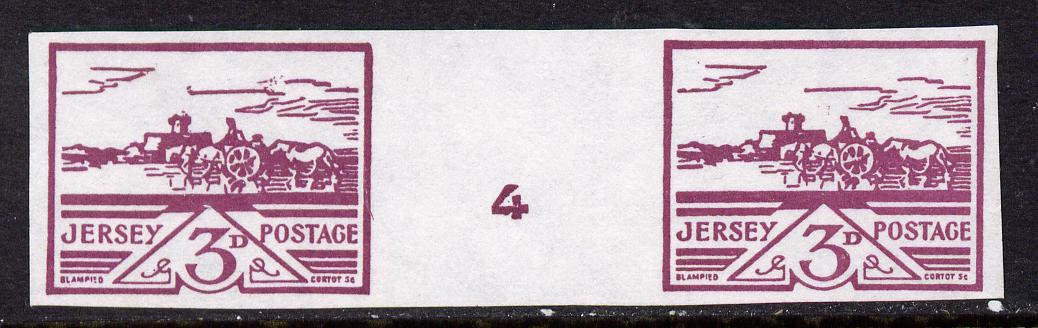 JERSEY 3D POSTAGE
BLAMPIED CORTOT Sc
4
JERSEY 3D POSTAGE
BLAMPIED CORTOT Sc